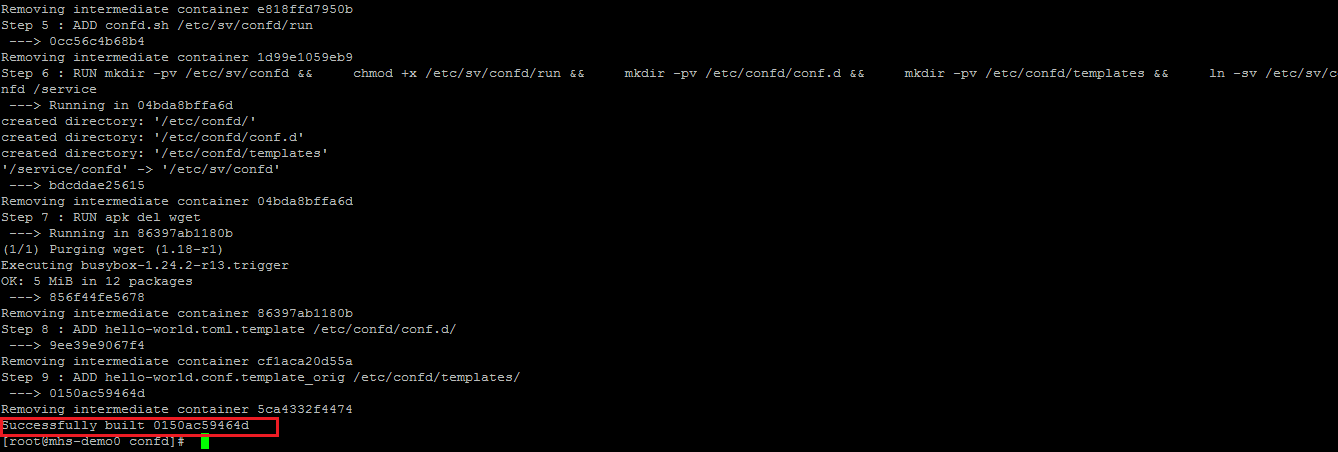 Removing intermediate container e818ffd7950b
Step 5 : ADD confd.sh /etc/sv/confd/run
 ---> 0cc56c4b68b4
Removing intermediate container 1d99e1059eb9
Step 6 : RUN mkdir -pv /etc/sv/confd &&     chmod +x /etc/sv/confd/run &&     mkdir -pv /etc/confd/conf.d &&     mkdir -pv /etc/confd/templates &&     ln -sv /etc/sv/c
nfd /service
 ---> Running in 04bda8bffa6d
created directory: '/etc/confd/'
created directory: '/etc/confd/conf.d'
created directory: '/etc/confd/templates'
'/service/confd' -> '/etc/sv/confd'
 ---> bdcddae25615
Removing intermediate container 04bda8bffa6d
Step 7 : RUN apk del wget
 ---> Running in 86397ab1180b
(1/1) Purging wget (1.18-r1)
Executing busybox-1.24.2-r13.trigger
OK: 5 MiB in 12 packages
 ---> 856f44fe5678
Removing intermediate container 86397ab1180b
Step 8 : ADD hello-world.toml.template /etc/confd/conf.d/
 ---> 9ee39e9067f4
Removing intermediate container cf1aca20d55a
Step 9 : ADD hello-world.conf.template_orig /etc/confd/templates/
 ---> 0150ac59464d
Removing intermediate container 5ca4332f4474
Successfully built 0150ac59464d
[root@mhs-demo0 confd]#